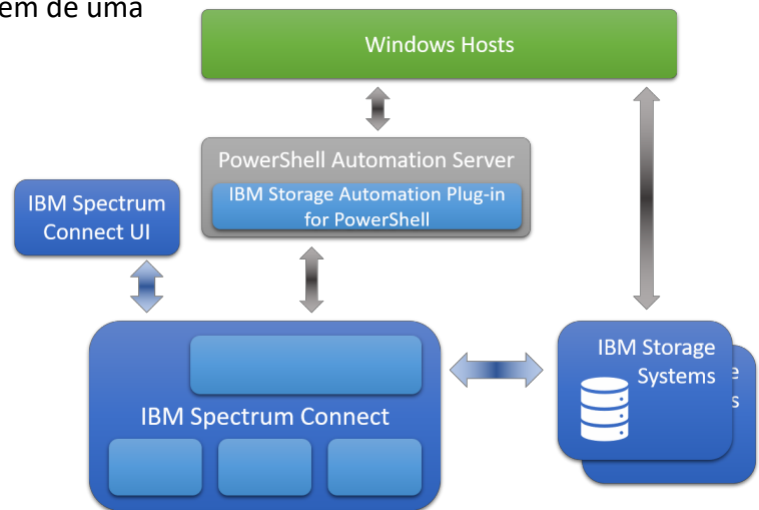 em de uma
Windows Hosts
PowerShell Automation Server
IBM Storage Automation Plug-in
for PowerShell
IBM Spectrum
Connect UI
IBM Storage
Systems
IBM Spectrum Connect